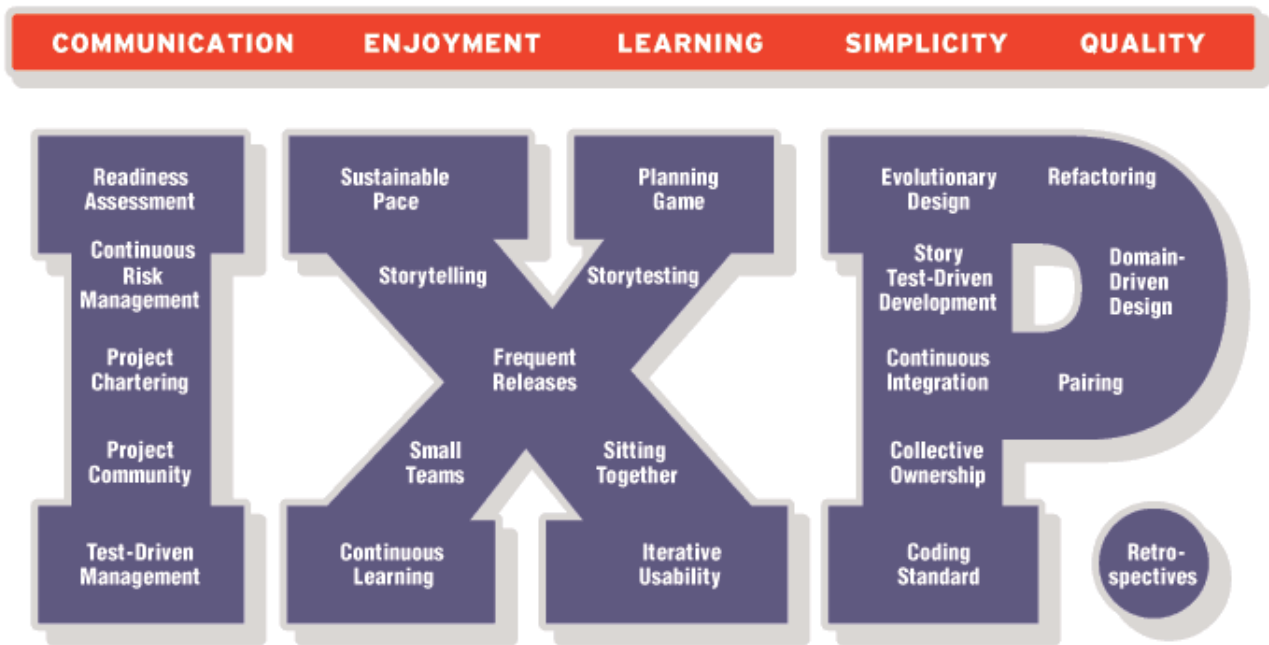 COMMUNICATION ENJOYMENT LEARNING SIMPLICITY QUALITY
Readiness
Assessment
Continuous
Risk
Management
Project
Chartering
Project
Community
Test-Driven
Management
Sustainable
Pace
Planning
Game
Storytelling
Storytesting
Frequent
Releases
Small
Teams
Sitting
Together
Continuous
Learning
Iterative
Usability
Evolutionary
Design
Refactoring
Story
Test-Driven
Development
Domain-
Driven
Design
Continuous
Integration
Pairing
Collective
Ownership
Coding
Standard
Retro-
spectives